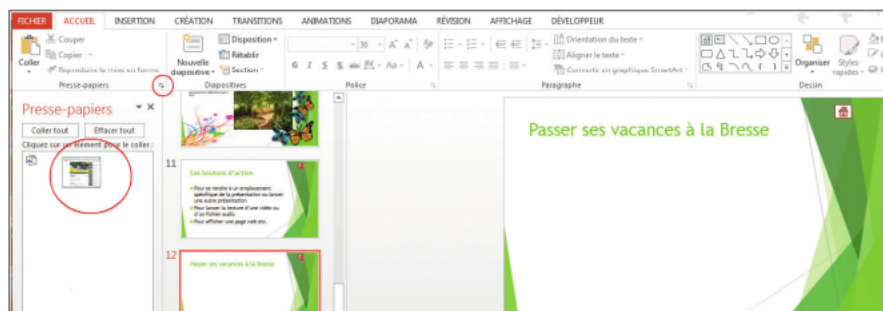 FICHIER ACCUEIL INSERTION CRÉATION TRANSITIONS ANIMATIONS DIAPORAMA RÉVISION AFFICHAGE DÉVELOPPEUR
Coller
Couper
Copier
Reproduire la mise en forme
Presse-papiers
Nouvelle
diapositive
Disposition
Rétablir
Section
Diapositives
36 A A
G I S S abc AV Aa A
Police
Orientation du texte
Aligner le texte
Convertir en graphique SmartArt
Paragraphe
Organiser
Styles
rapides
Dessin
Presse-papiers
Coller tout Effacer tout
Cliquez sur un élément pour le coller :
11
Les boutons d'action
Pour se rendre à un emplacement
spécifique de la présentation ou lancer
une autre présentation
Pour lancer la lecture d'une vidéo ou
d'un fichier audio
Pour afficher une page web etc.
12
Passer ses vacances à la Bresse
Passer ses vacances à la Bresse